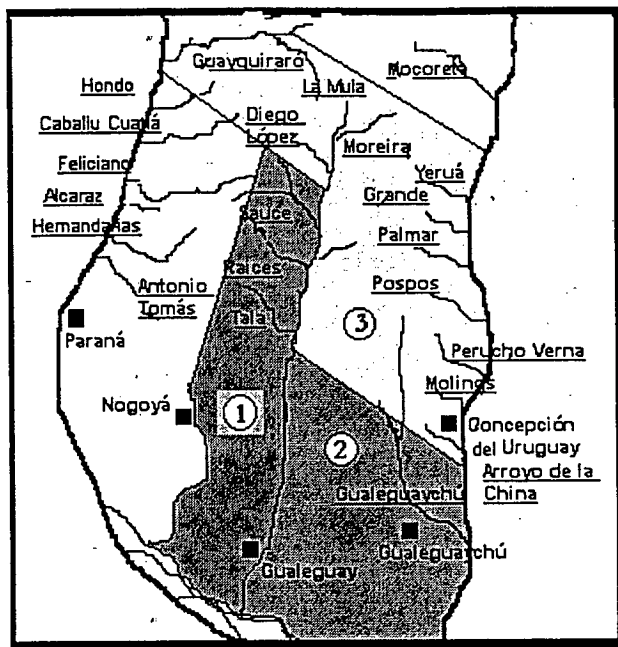 Guayquiraró
Mocoretá
Hondo
La Mula
Caballu Cuatiá
Diego
López
Moreira
Feliciano
Yeruá
Alcaraz
Grande
Sauce
Hernandarias
Palmar
Raíces
Antonio
Tomás
Pospos
Tala
3
Paraná
Perucho Verna
Molinos
Nogoyá
1
2
Concepción
del Uruguay
Arroyo de la
China
Gualeguaychú
Gualeguaychú
Gualeguay